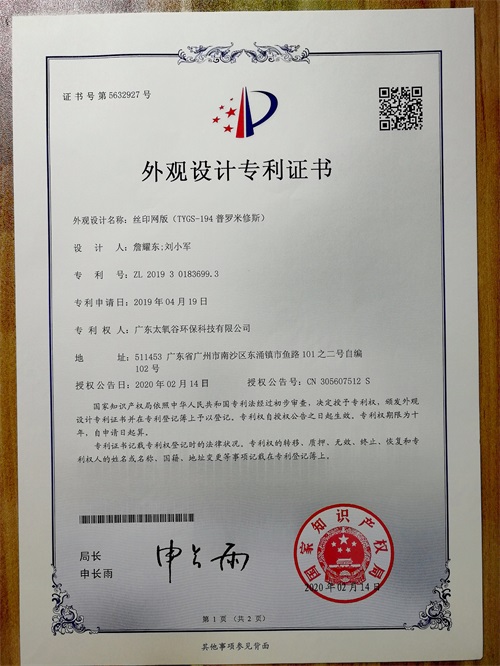 证书号第5632927号
外观设计专利证书
外观设计名称：丝印网版（TYGS-194普罗米修斯）
设 计 人：詹耀东;刘小军
专 利 号：ZL 2019 3 0183699.3
专利申请日：2019年04月19日
专 利 权 人：广东太氧谷环保科技有限公司
地 址：511453 广东省广州市南沙区东涌镇市鱼路101之二号自编
102号
授权公告日：2020年02月14日 授权公告号：CN 305607512 S
国家知识产权局依照中华人民共和国专利法经过初步审查，决定授予专利权，颁发外观
设计专利证书并在专利登记簿上予以登记。专利权自授权公告之日起生效。专利权期限为十
年，自申请日起算。
专利证书记载专利权登记时的法律状况。专利权的转移、质押、无效、终止、恢复和专
利权人的姓名或名称、国籍、地址变更等事项记载在专利登记簿上。
局长
申长雨
申长雨
国家知识产权局
2020年02月14日
第 1 页（共 2 页）
其他事项参见背面